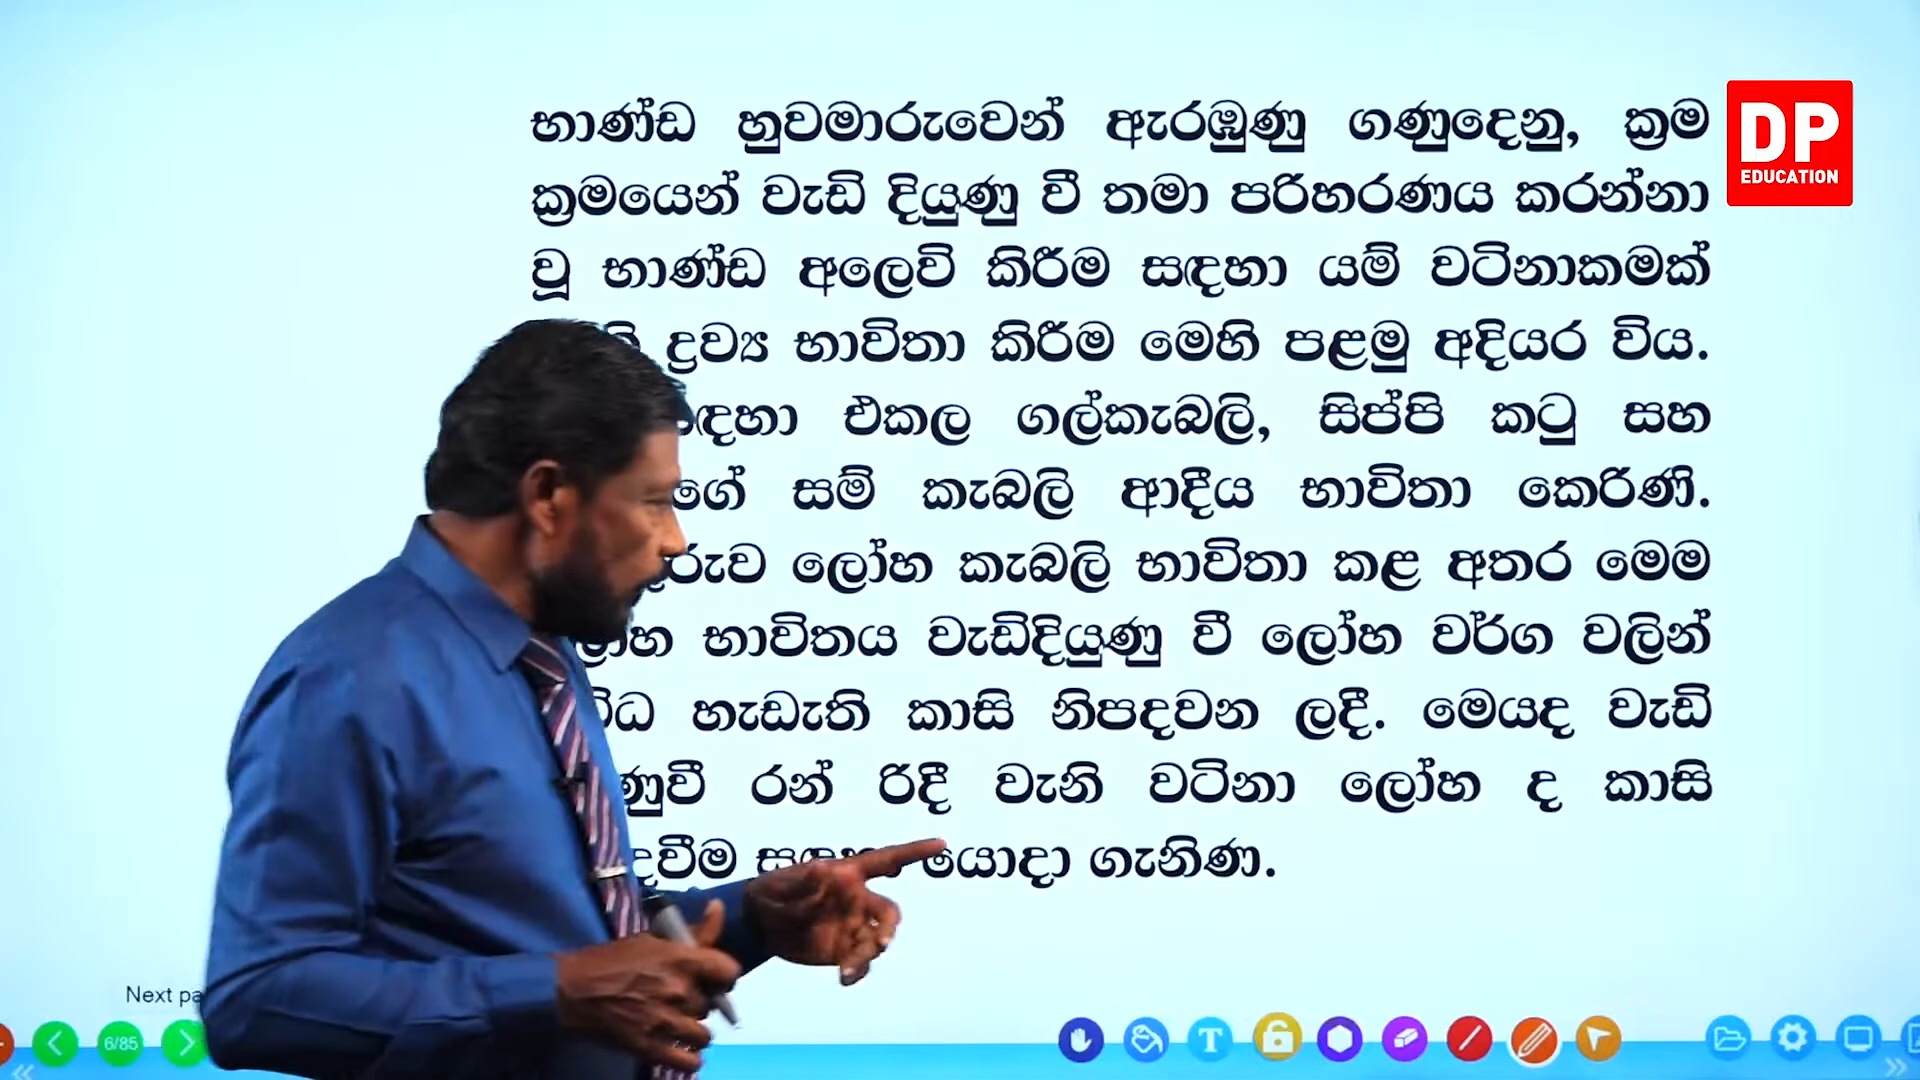 භාණ්ඩ හුවමාරුවෙන් ඇරඹුණු ගණුදෙනු, ක්‍රම
ක්‍රමයෙන් වැඩි දියුණු වී තමා පරිහරණය කරන්නා
වූ භාණ්ඩ අලෙවි කිරීම සඳහා යම් වටිනාකමක්
ද්‍රව්‍ය භාවිතා කිරීම මෙහි පළමු අදියර විය.
එකල ගල්කැබලි, සිප්පි කටු සහ
සම් කැබලි ආදීය භාවිතා කෙරිණි.
ලෝහ කැබලි භාවිතා කළ අතර මෙම
භාවිතය වැඩිදියුණු වී ලෝහ වර්ග වලින්
හැඩැති කාසි නිපදවන ලදී. මෙයද වැඩි
රන් රිදී වැනි වටිනා ලෝහ ද කාසි
යොදා ගැනිණ.
DP
EDUCATION
Next
6/85
T